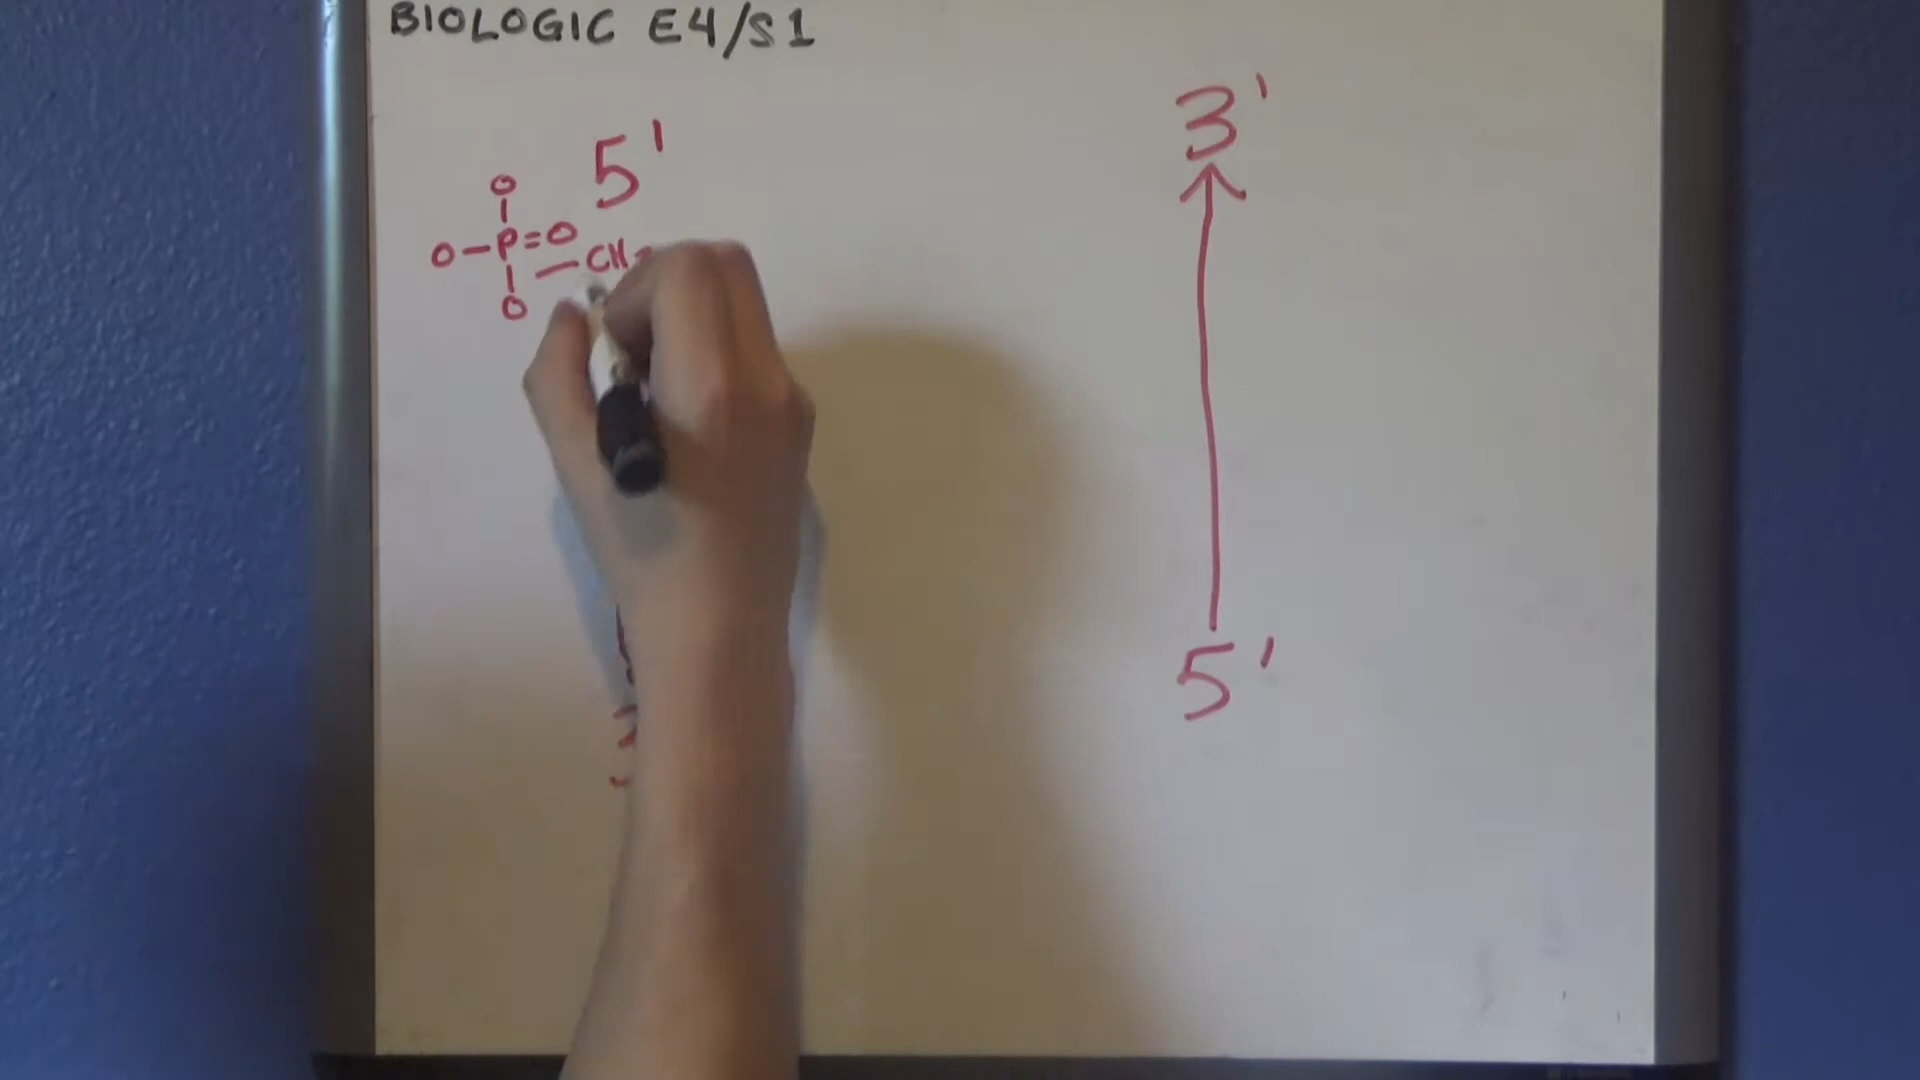 BIOLOGIC E4/S1
5'
O
O-P=O
CH
O
3'
5'